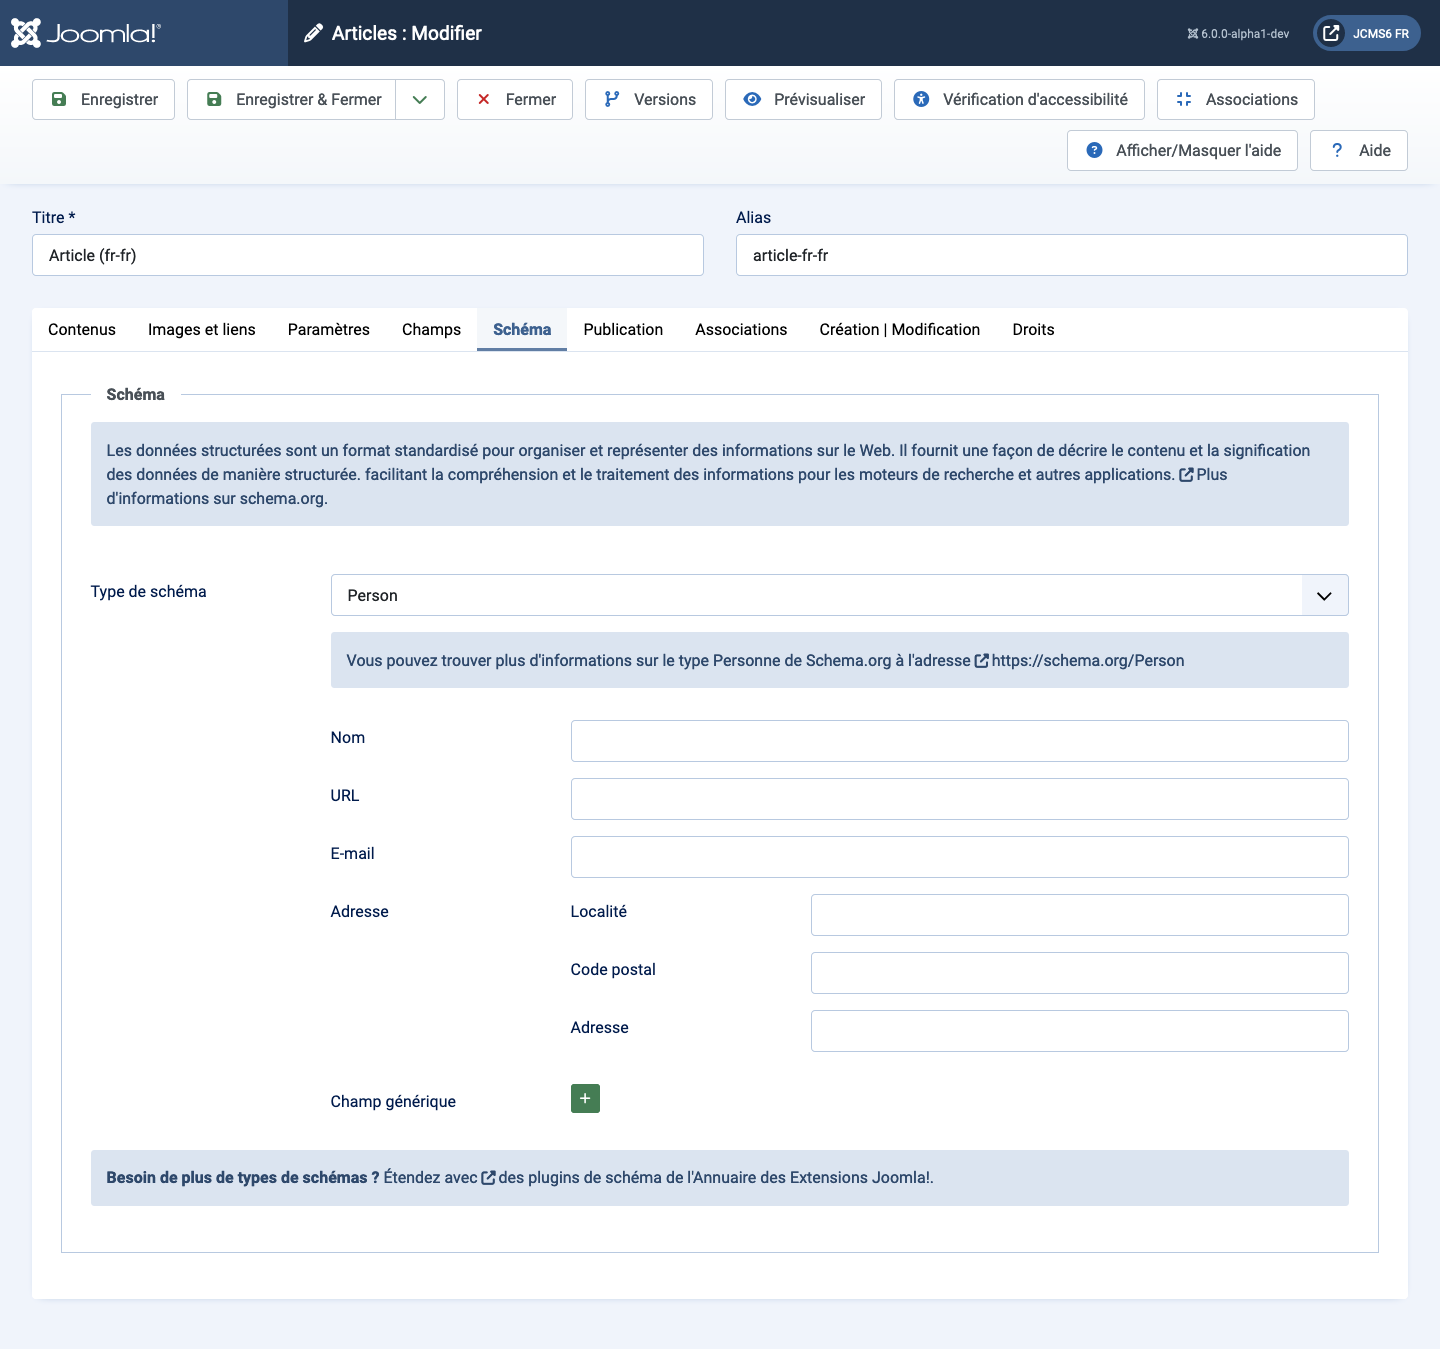 Joomla!®
Articles : Modifier
6.0.0-alpha1-dev
JCMS6 FR
Enregistrer
Enregistrer & Fermer
Fermer
Versions
Prévisualiser
Vérification d'accessibilité
Associations
Afficher/Masquer l'aide
? Aide
Titre *
Alias
Article (fr-fr)
article-fr-fr
Contenus Images et liens Paramètres Champs Schéma Publication Associations Création | Modification Droits
Schéma
Les données structurées sont un format standardisé pour organiser et représenter des informations sur le Web. Il fournit une façon de décrire le contenu et la signification
des données de manière structurée. facilitant la compréhension et le traitement des informations pour les moteurs de recherche et autres applications. Plus
d'informations sur schema.org.
Type de schéma
Person
Vous pouvez trouver plus d'informations sur le type Personne de Schema.org à l'adresse https://schema.org/Person
Nom
URL
E-mail
Adresse
Localité
Code postal
Adresse
Champ générique
+
Besoin de plus de types de schémas ? Étendez avec des plugins de schéma de l'Annuaire des Extensions Joomla!.